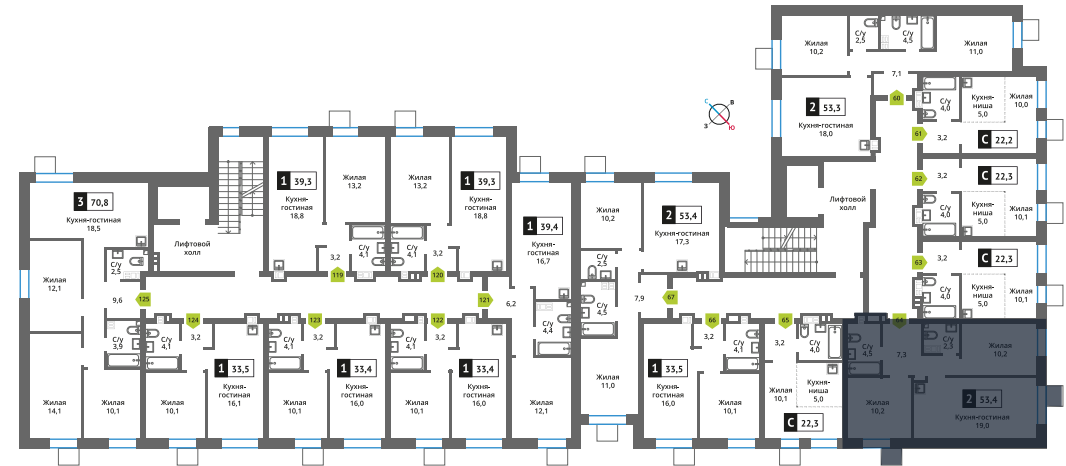 Жилая
10,2
С/у
2,5
С/у
4,5
Жилая
11,0
7,1
60
2 53,3
Кухня-гостиная
18,0
С/у
4,0
Кухня-
ниша
5,0
Жилая
10,0
61
3,2
С 22,2
С
В
З
Ю
62
3,2
С 22,3
С/у
4,0
Кухня-
ниша
5,0
Жилая
10,1
Лифтовой
холл
63
3,2
С 22,3
С/у
4,0
Кухня-
ниша
5,0
Жилая
10,1
3 70,8
Кухня-гостиная
18,5
Лифтовой
холл
С/у
2,5
Жилая
12,1
9,6
125
С/у
3,9
Жилая
14,1
Жилая
10,1
1 39,3
Кухня-
гостиная
18,8
Жилая
13,2
3,2
С/у
4,1
119
Жилая
13,2
1 39,3
Кухня-
гостиная
18,8
С/у
4,1
3,2
120
1 39,4
Кухня-
гостиная
16,7
121
6,2
С/у
4,4
Жилая
12,1
124
С/у
4,1
3,2
1 33,5
Кухня-
гостиная
16,1
Жилая
10,1
123
С/у
4,1
3,2
1 33,4
Кухня-
гостиная
16,0
Жилая
10,1
122
С/у
4,1
3,2
1 33,4
Кухня-
гостиная
16,0
Жилая
10,1
Жилая
10,2
2 53,4
Кухня-гостиная
17,3
С/у
2,5
С/у
4,5
7,9
67
Жилая
11,0
66
3,2
С/у
4,1
1 33,5
Кухня-
гостиная
16,0
Жилая
10,1
65
3,2
С/у
4,0
Жилая
10,1
Кухня-
ниша
5,0
С 22,3
64
С/у
4,5
7,3
С/у
2,3
Жилая
10,2
Жилая
10,2
2 53,4
Кухня-гостиная
19,0